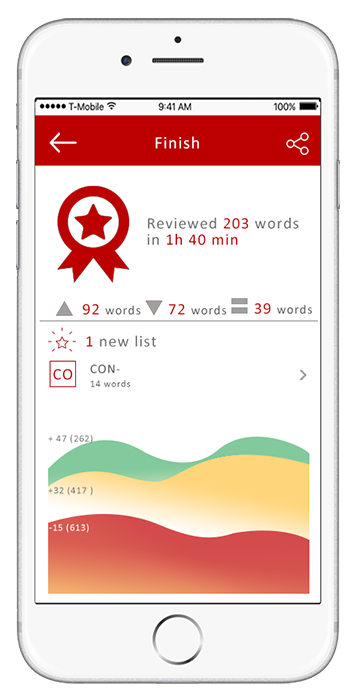 T-Mobile 9:41 AM 100%
Finish
Reviewed 203 words
in 1h 40 min
92 words 72 words 39 words
1 new list
CO CON-
14 words
+ 47 (262)
+32 (417 )
-15 (613)